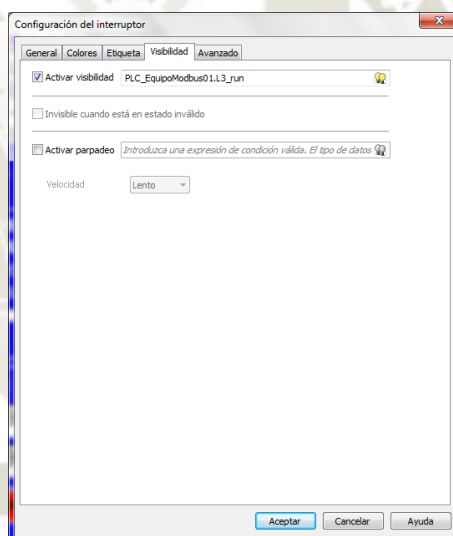 Configuración del interruptor
General Colores Etiqueta Visibilidad Avanzado
Activar visibilidad PLC_EquipoModbus01.L3_run
Invisible cuando está en estado inválido
Activar parpadeo Introduzca una expresión de condición válida. El tipo de datos
Velocidad Lento
Aceptar Cancelar Ayuda